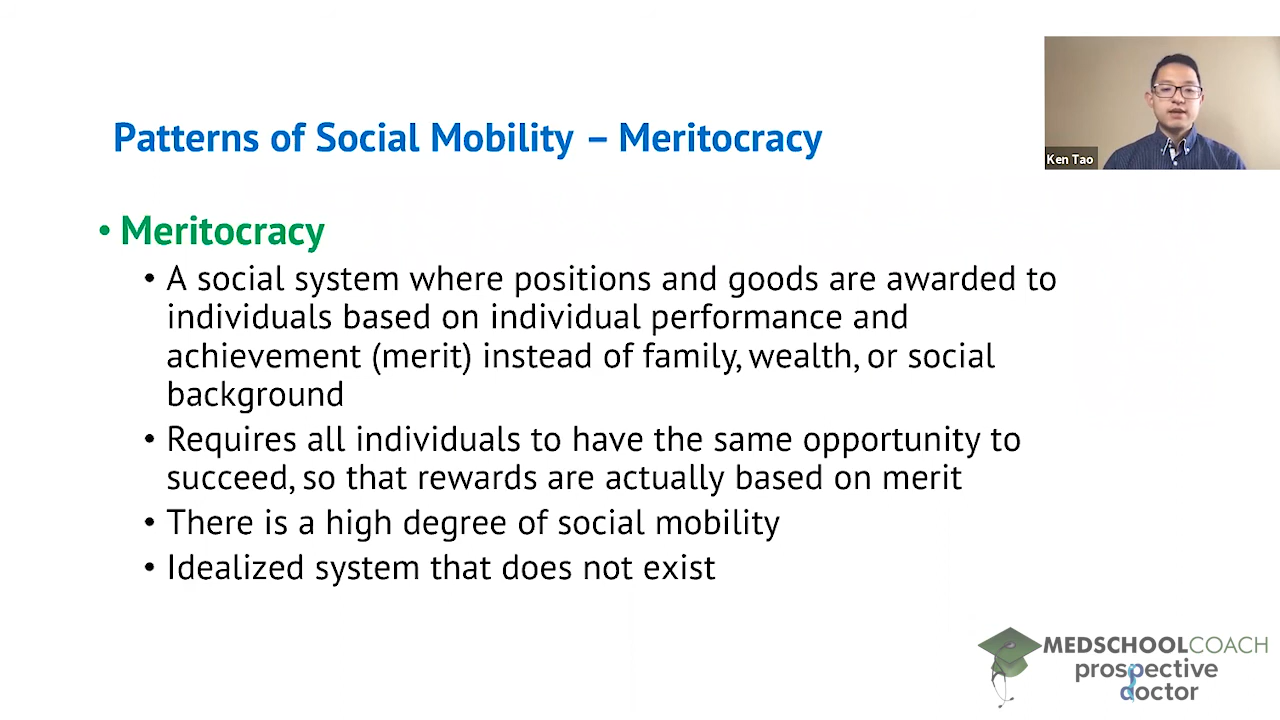 Patterns of Social Mobility – Meritocracy
Ken Tao
• Meritocracy
• A social system where positions and goods are awarded to
individuals based on individual performance and
achievement (merit) instead of family, wealth, or social
background
• Requires all individuals to have the same opportunity to
succeed, so that rewards are actually based on merit
• There is a high degree of social mobility
• Idealized system that does not exist
MEDSCHOOLCOACH
prospective
doctor